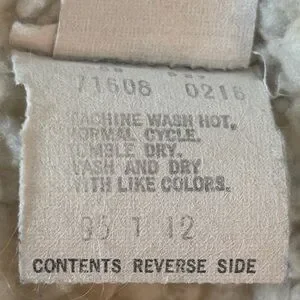 71608 0216
MACHINE WASH HOT,
NORMAL CYCLE.
TUMBLE DRY.
WASH AND DRY
WITH LIKE COLORS.
95 1 12
CONTENTS REVERSE SIDE